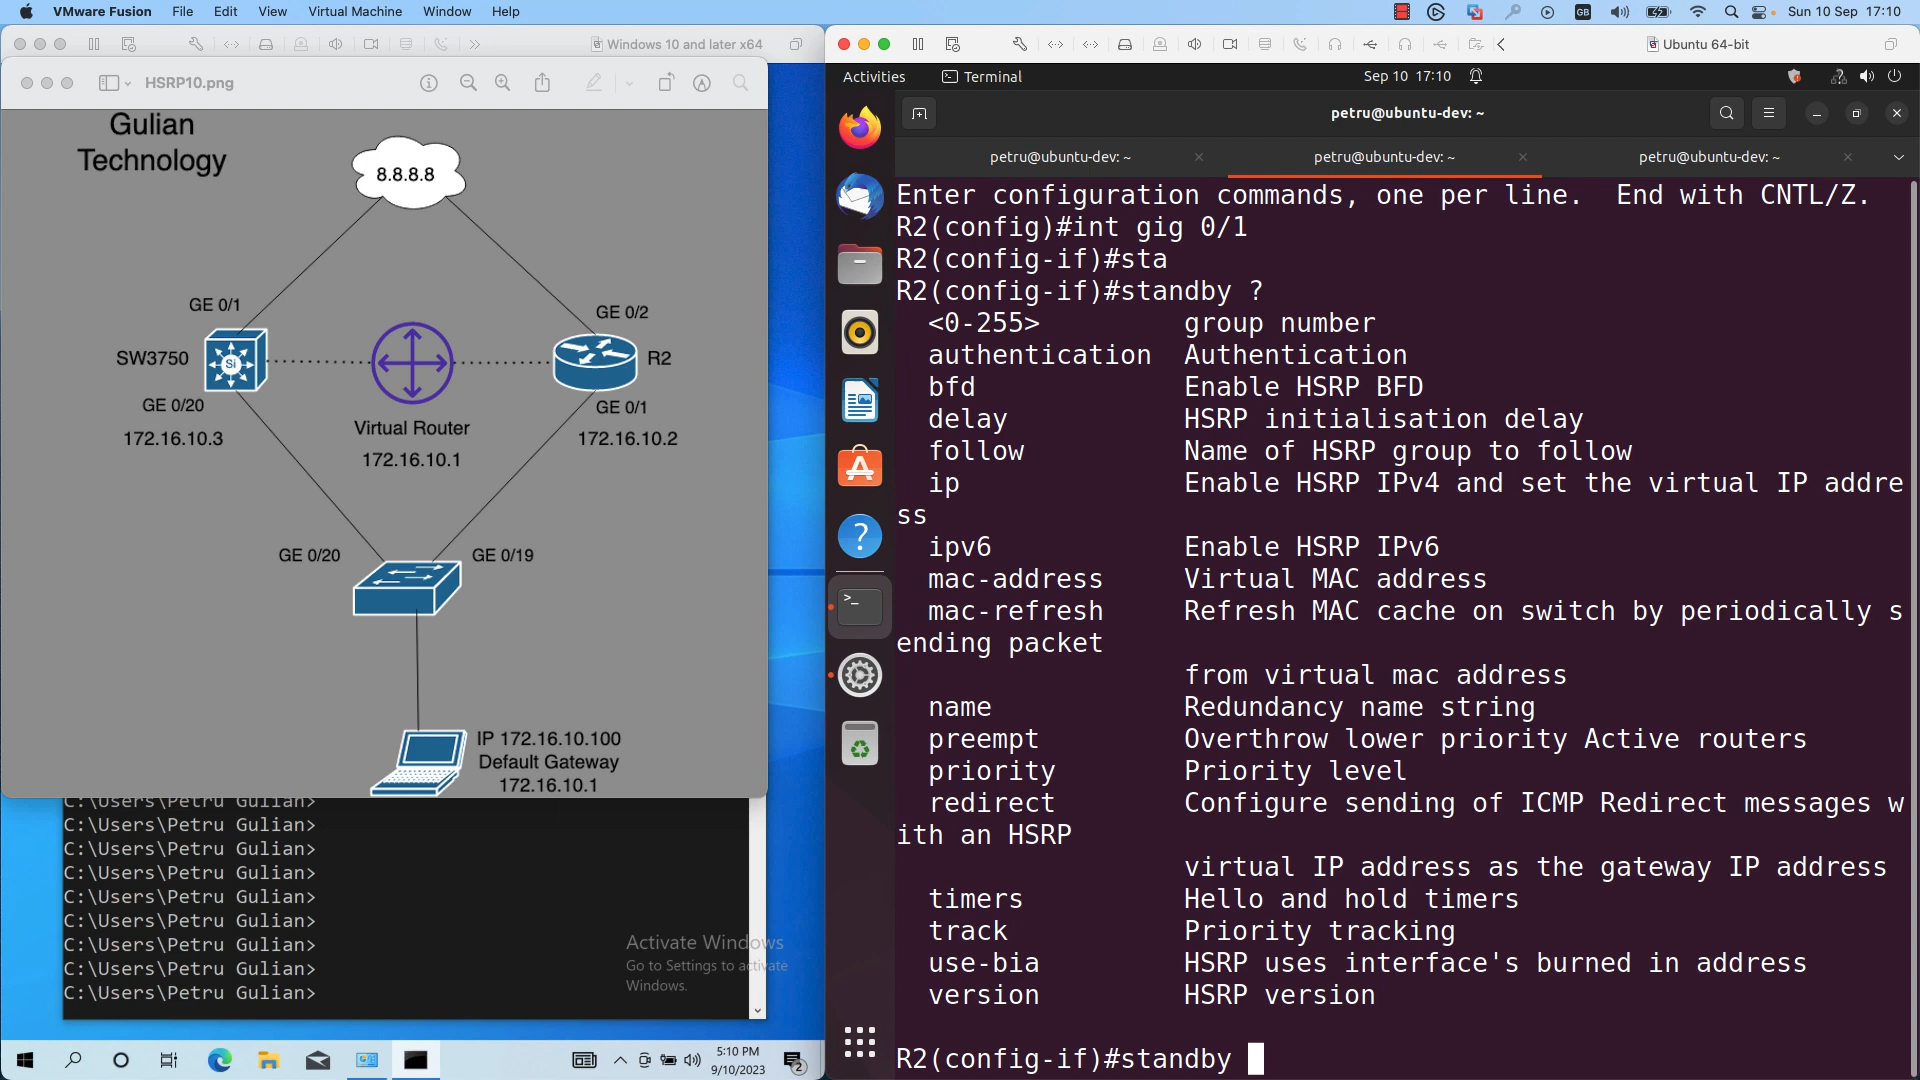 VMware Fusion File Edit View Virtual Machine Window Help GB Sun 10 Sep 17:10
Windows 10 and later x64
HSRP10.png
Gulian
Technology
8.8.8.8
GE 0/1
GE 0/2
SW3750
Si
R2
GE 0/20
GE 0/1
172.16.10.3
Virtual Router
172.16.10.2
172.16.10.1
GE 0/20
GE 0/19
IP 172.16.10.100
Default Gateway
172.16.10.1
C:\Users\Petru Gulian>
C:\Users\Petru Gulian>
C:\Users\Petru Gulian>
C:\Users\Petru Gulian>
C:\Users\Petru Gulian>
C:\Users\Petru Gulian>
C:\Users\Petru Gulian>
C:\Users\Petru Gulian>
C:\Users\Petru Gulian>
Activate Windows
Go to Settings to activate
Windows.
5:10 PM
9/10/2023
2
Ubuntu 64-bit
Activities Terminal Sep 10 17:10
petru@ubuntu-dev: ~
petru@ubuntu-dev: ~ petru@ubuntu-dev: ~ petru@ubuntu-dev: ~
Enter configuration commands, one per line.  End with CNTL/Z.
R2(config)#int gig 0/1
R2(config-if)#sta
R2(config-if)#standby ?
  <0-255>         group number
  authentication  Authentication
  bfd             Enable HSRP BFD
  delay           HSRP initialisation delay
  follow          Name of HSRP group to follow
  ip              Enable HSRP IPv4 and set the virtual IP addre
ss
  ipv6            Enable HSRP IPv6
  mac-address     Virtual MAC address
  mac-refresh     Refresh MAC cache on switch by periodically s
ending packet
                  from virtual mac address
  name            Redundancy name string
  preempt         Overthrow lower priority Active routers
  priority        Priority level
  redirect        Configure sending of ICMP Redirect messages w
ith an HSRP
                  virtual IP address as the gateway IP address
  timers          Hello and hold timers
  track           Priority tracking
  use-bia         HSRP uses interface's burned in address
  version         HSRP version
R2(config-if)#standby